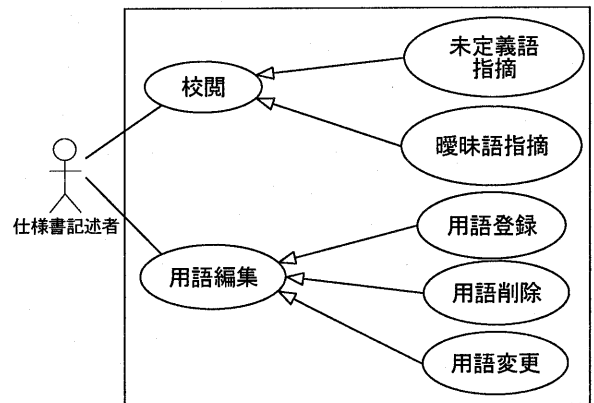 未定義語
指摘
校閲
曖昧語指摘
仕様書記述者
用語登録
用語編集
用語削除
用語変更